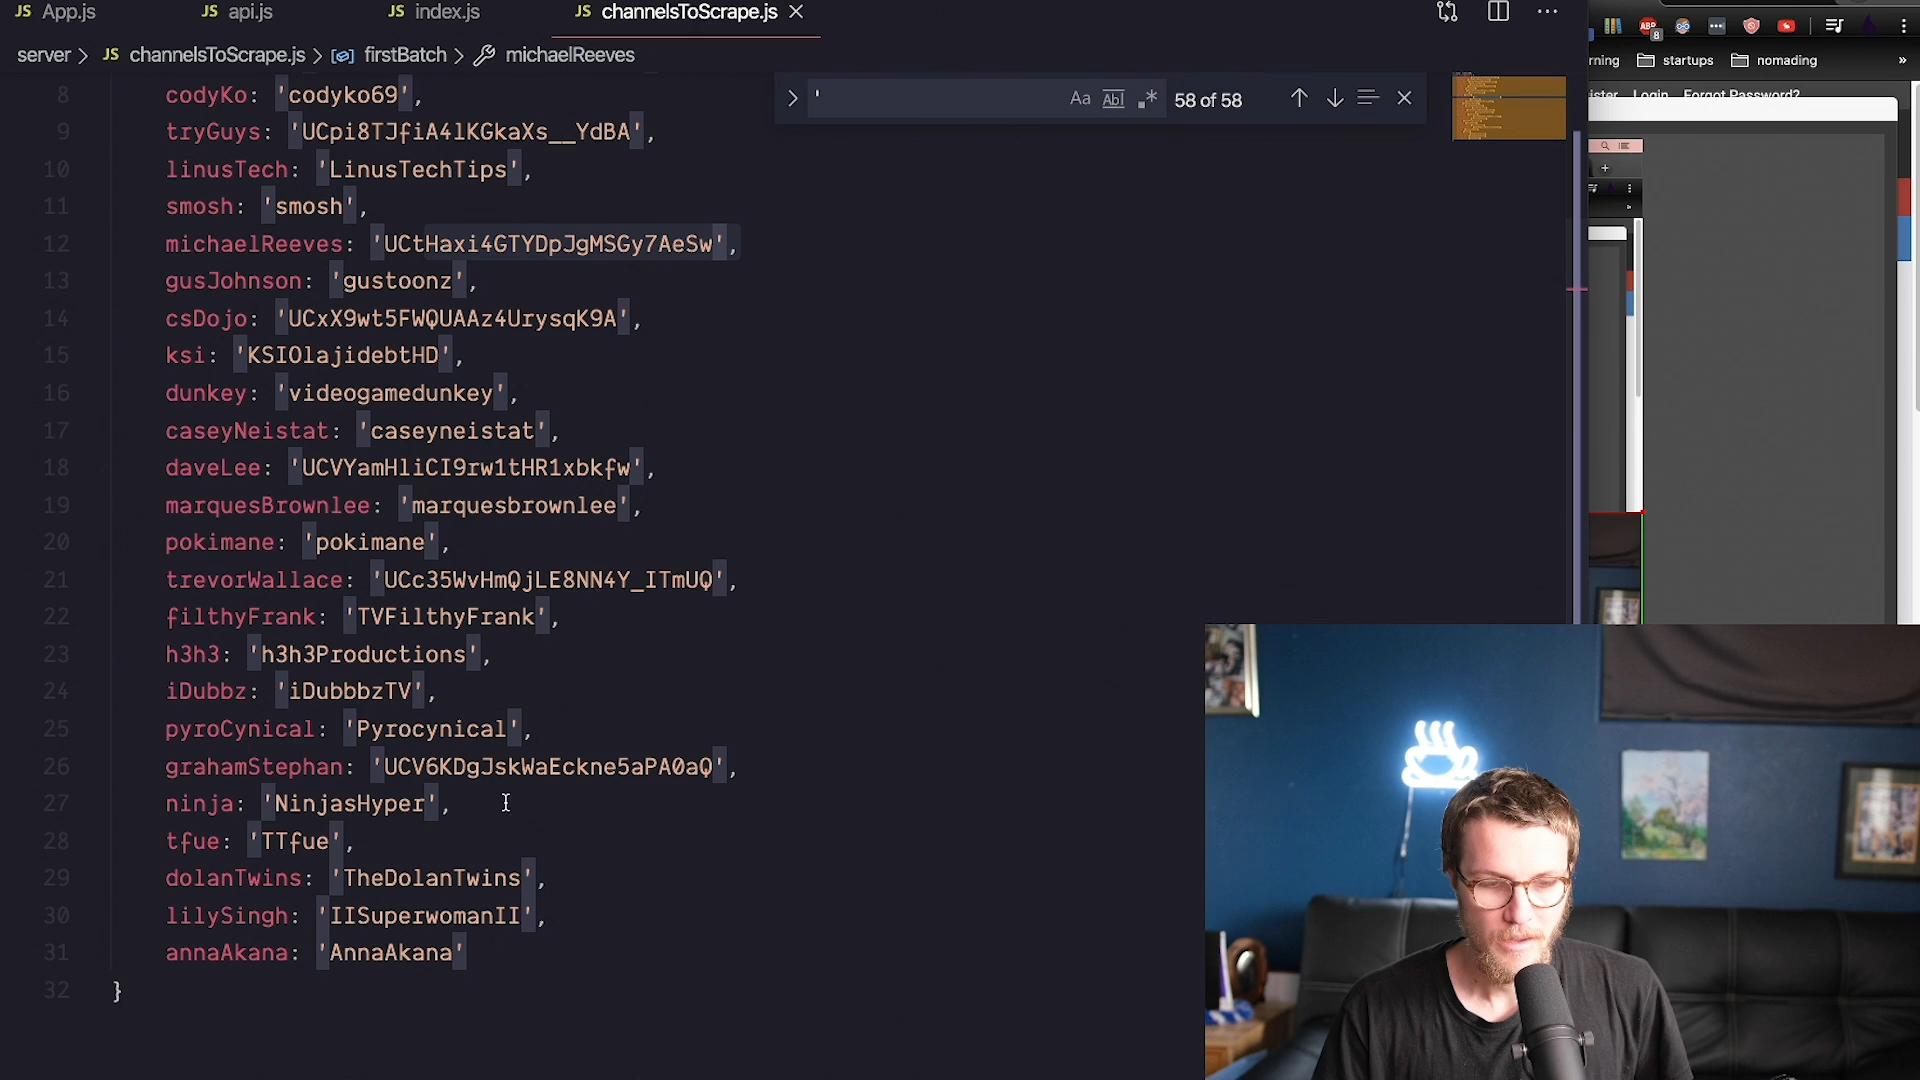 JS App.js JS api.js JS index.js JS channelsToScrape.js
server JS channelsToScrape.js firstBatch michaelReeves
' Aa Abl .* 58 of 58
8 codyKo: 'codyko69',
9 tryGuys: 'UCpi8TJfiA4lKGkaXs__YdBA',
10 linusTech: 'LinusTechTips',
11 smosh: 'smosh',
12 michaelReeves: 'UCtHaxi4GTYDpJgMSGy7AeSw',
13 gusJohnson: 'gustoonz',
14 csDojo: 'UCxX9wt5FWQUAAz4UrysqK9A',
15 ksi: 'KSIOlajidebtHD',
16 dunkey: 'videogamedunkey',
17 caseyNeistat: 'caseyneistat',
18 daveLee: 'UCVYamHliCI9rw1tHR1xbkfw',
19 marquesBrownlee: 'marquesbrownlee',
20 pokimane: 'pokimane',
21 trevorWallace: 'UCc35WvHmQjLE8NN4Y_ITmUQ',
22 filthyFrank: 'TVFilthyFrank',
23 h3h3: 'h3h3Productions',
24 iDubbz: 'iDubbbzTV',
25 pyroCynical: 'Pyrocynical',
26 grahamStephan: 'UCV6KDgJskWaEckne5aPA0aQ',
27 ninja: 'NinjasHyper',
28 tfue: 'TTfue',
29 dolanTwins: 'TheDolanTwins',
30 lilySingh: 'IISuperwomanII',
31 annaAkana: 'AnnaAkana'
32 }
ABP 8
rning startups nomading »
ister Login Forgot Password?